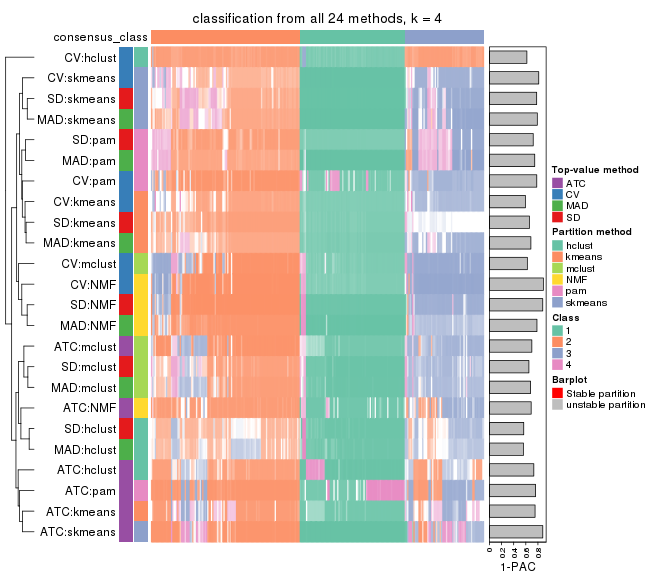 classification from all 24 methods, k = 4
consensus_class
CV:hclust
CV:skmeans
SD:skmeans
MAD:skmeans
SD:pam
MAD:pam
CV:pam
CV:kmeans
SD:kmeans
MAD:kmeans
CV:mclust
CV:NMF
SD:NMF
MAD:NMF
ATC:mclust
SD:mclust
MAD:mclust
ATC:NMF
SD:hclust
MAD:hclust
ATC:hclust
ATC:pam
ATC:kmeans
ATC:skmeans
0 0.2 0.4 0.6 0.8
1-PAC
Top-value method
ATC
CV
MAD
SD
Partition method
hclust
kmeans
mclust
NMF
pam
skmeans
Class
1
2
3
4
Barplot
Stable partition
unstable partition